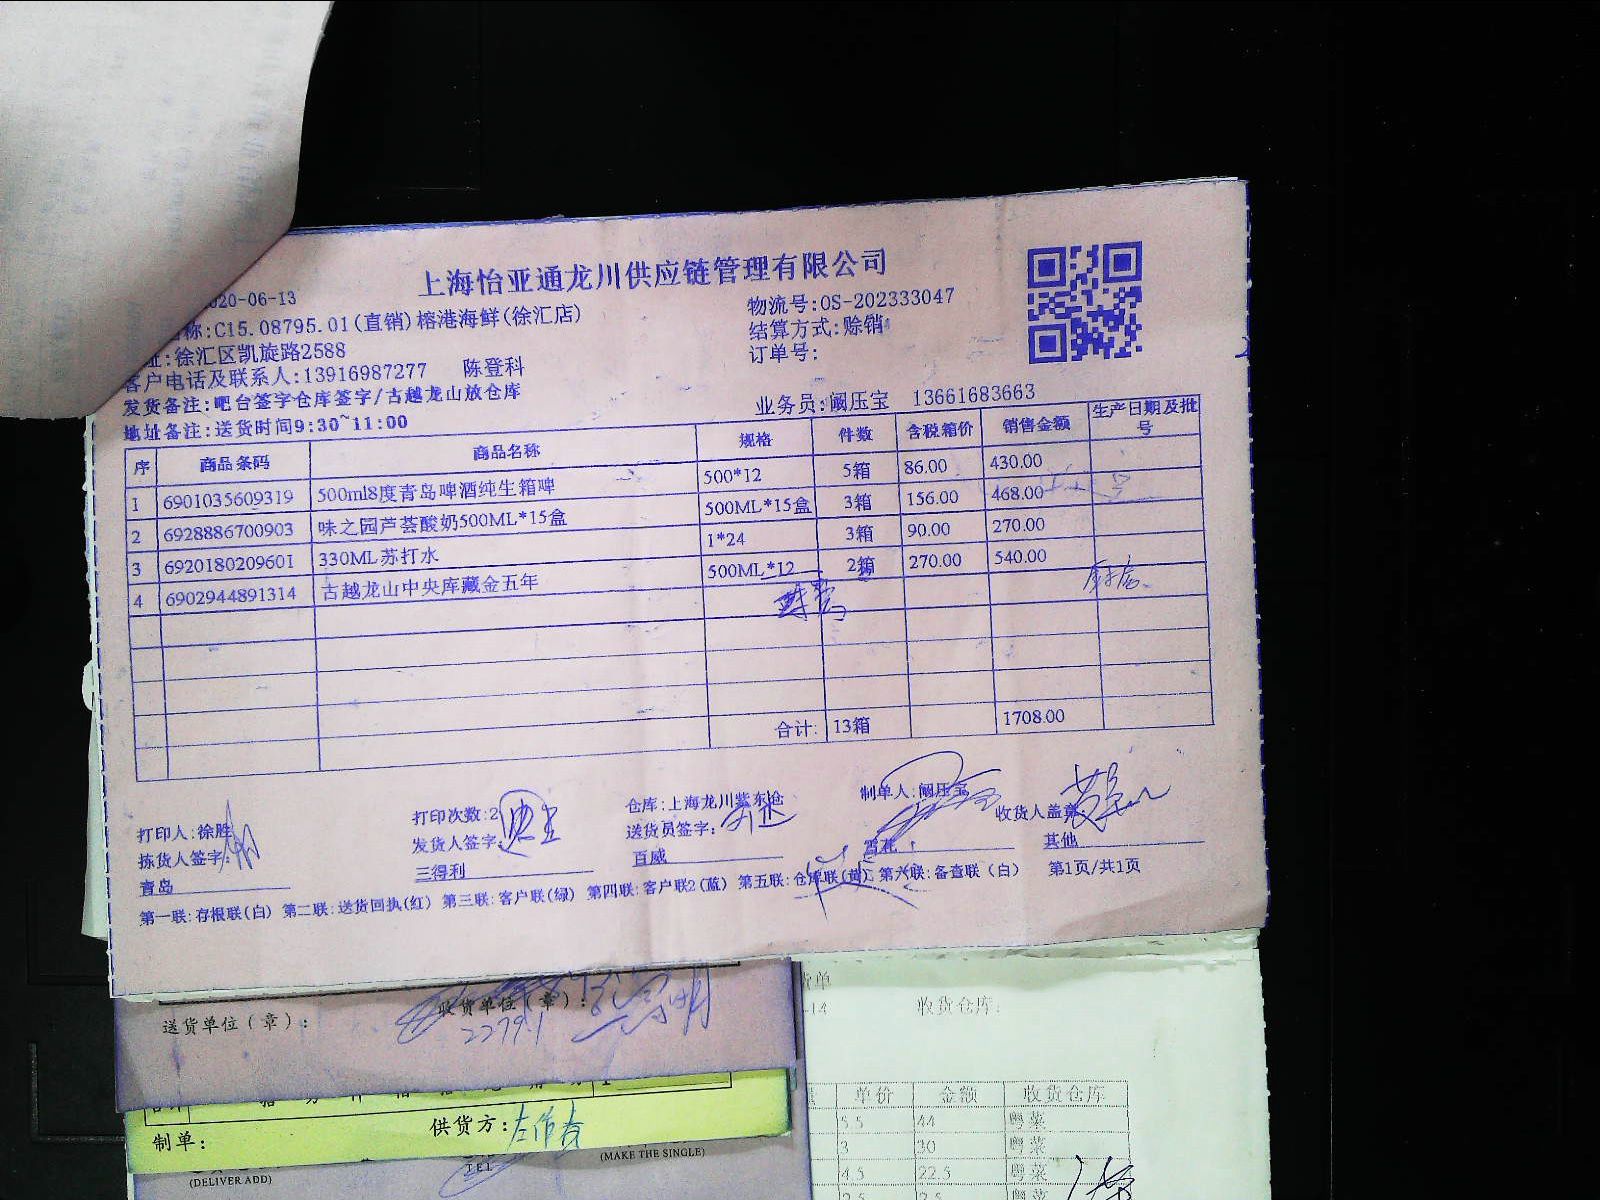 上海怡亚通龙川供应链管理有限公司
020-06-13
物流号:OS-202333047
称:C15.08795.01(直销)榕港海鲜(徐汇店)
结算方式:赊销
址:徐汇区凯旋路2588
订单号:
客户电话及联系人:13916987277 陈登科
发货备注:吧台签字仓库签字/古越龙山放仓库
业务员:阚压宝 13661683663
地址备注:送货时间9:30~11:00
序 商品条码 商品名称 规格 件数 含税箱价 销售金额 生产日期及批号
1 6901035609319 500ml8度青岛啤酒纯生箱啤 500*12 5箱 86.00 430.00
2 6928886700903 味之园芦荟酸奶500ML*15盒 500ML*15盒 3箱 156.00 468.00
3 6920180209601 330ML苏打水 1*24 3箱 90.00 270.00
4 6902944891314 古越龙山中央库藏金五年 500ML*12 2箱 270.00 540.00
合计: 13箱 1708.00
打印人:徐胜 打印次数:2 仓库:上海龙川紫东仓 制单人:阚压宝
拣货人签字: 发货人签字: 送货员签字: 收货人盖章:
青岛 三得利 百威 雪花 其他
第一联:存根联(白) 第二联:送货回执(红) 第三联:客户联(绿) 第四联:客户联2(蓝) 第五联:仓库联(黄) 第六联:备查联(白) 第1页/共1页
送货单位(章): 收货单位(章):
22791
制单: 供货方:
(DELIVER ADD)
TEL
(MAKE THE SINGLE)
货单
-14 收货仓库:
单价 金额 收货仓库
5.5 44 粤菜
3 30 粤菜
4.5 22.5 粤菜
2.5 2.5 粤菜